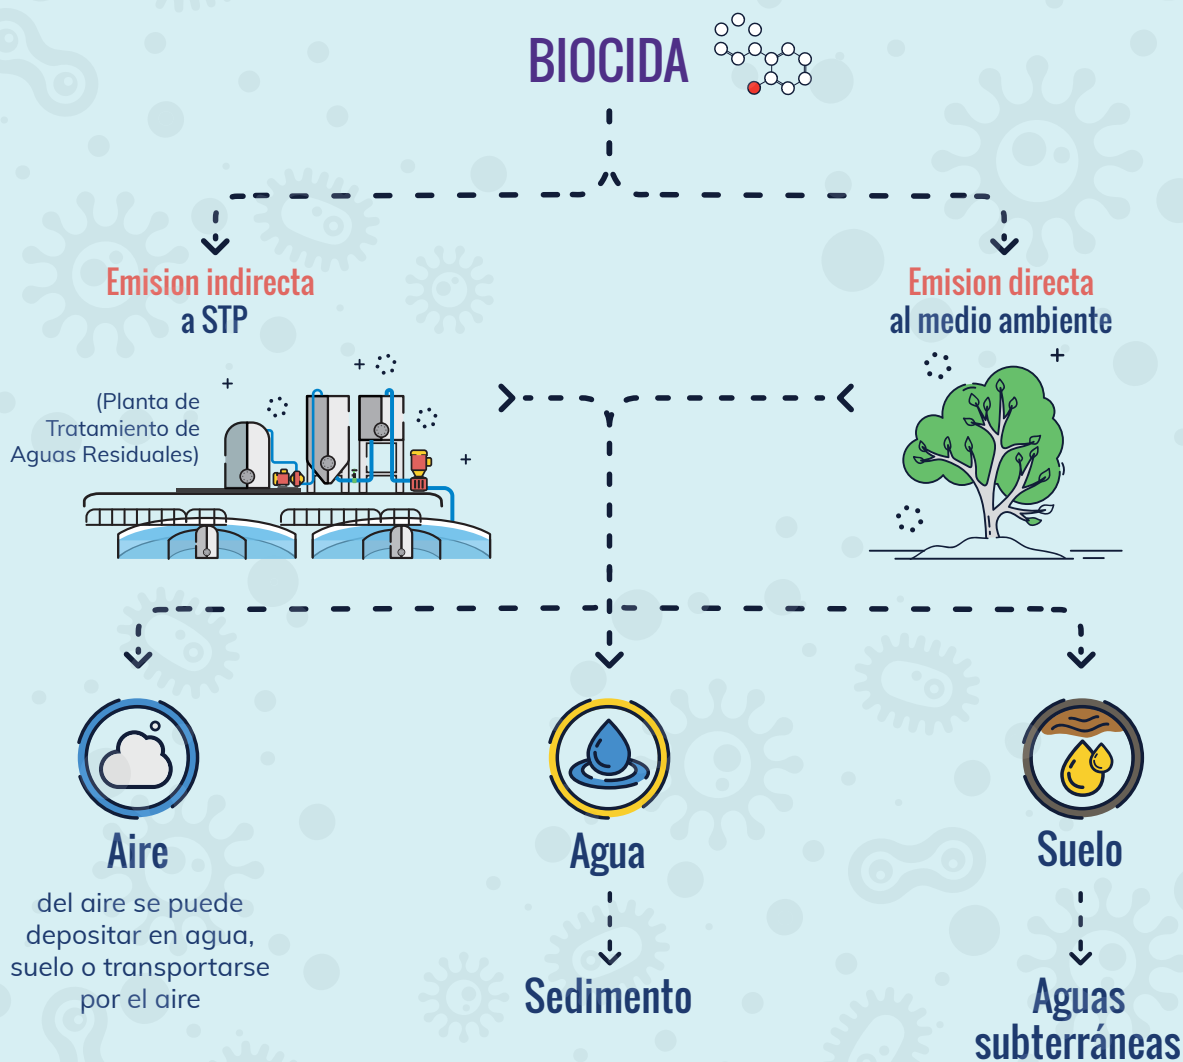 BIOCIDA
Emision indirecta
a STP
(Planta de
Tratamiento de
Aguas Residuales)
Emision directa
al medio ambiente
Aire
del aire se puede
depositar en agua,
suelo o transportarse
por el aire
Agua
Sedimento
Suelo
Aguas
subterráneas